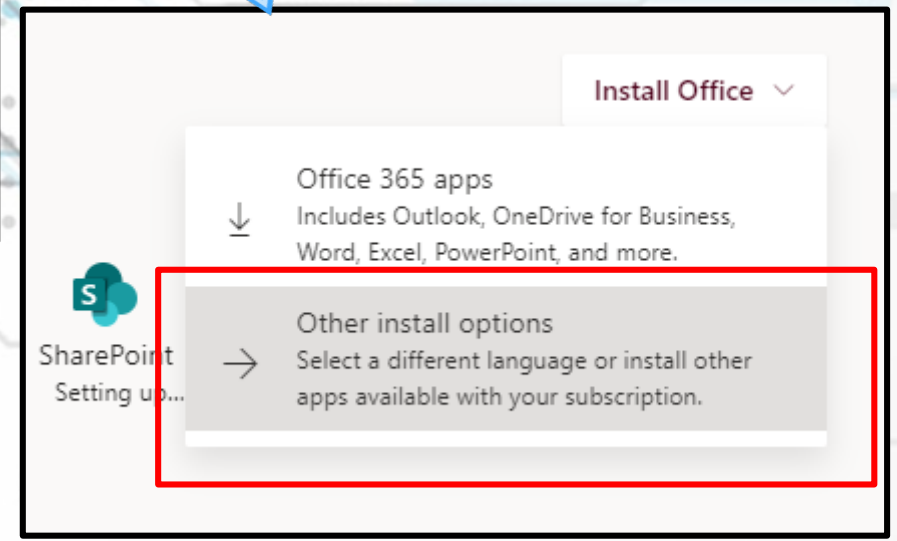 Install Office
Office 365 apps
Includes Outlook, OneDrive for Business,
Word, Excel, PowerPoint, and more.
S
SharePoint
Setting up...
Other install options
Select a different language or install other
apps available with your subscription.